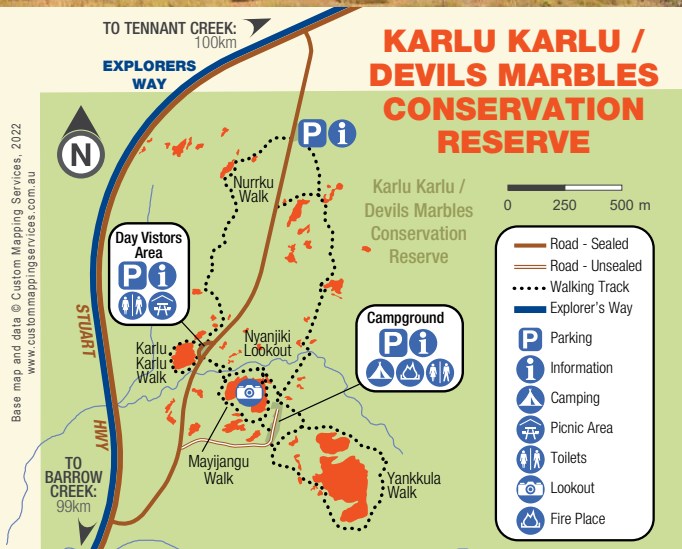 TO TENNANT CREEK:
100km
EXPLORERS
WAY
KARLU KARLU /
DEVILS MARBLES
CONSERVATION
RESERVE
N
Base map and data © Custom Mapping Services, 2022
www.custommappingservices.com.au
P i
Nurrku
Walk
Karlu Karlu /
Devils Marbles
Conservation
Reserve
0 250 500 m
Day Vistors
Area
P i
STUART
HWY
Karlu
Karlu
Walk
Nyanjiki
Lookout
Campground
P i
Mayijangu
Walk
Yankkula
Walk
TO
BARROW
CREEK:
99km
Road - Sealed
Road - Unsealed
Walking Track
Explorer's Way
P Parking
i Information
Camping
Picnic Area
Toilets
Lookout
Fire Place